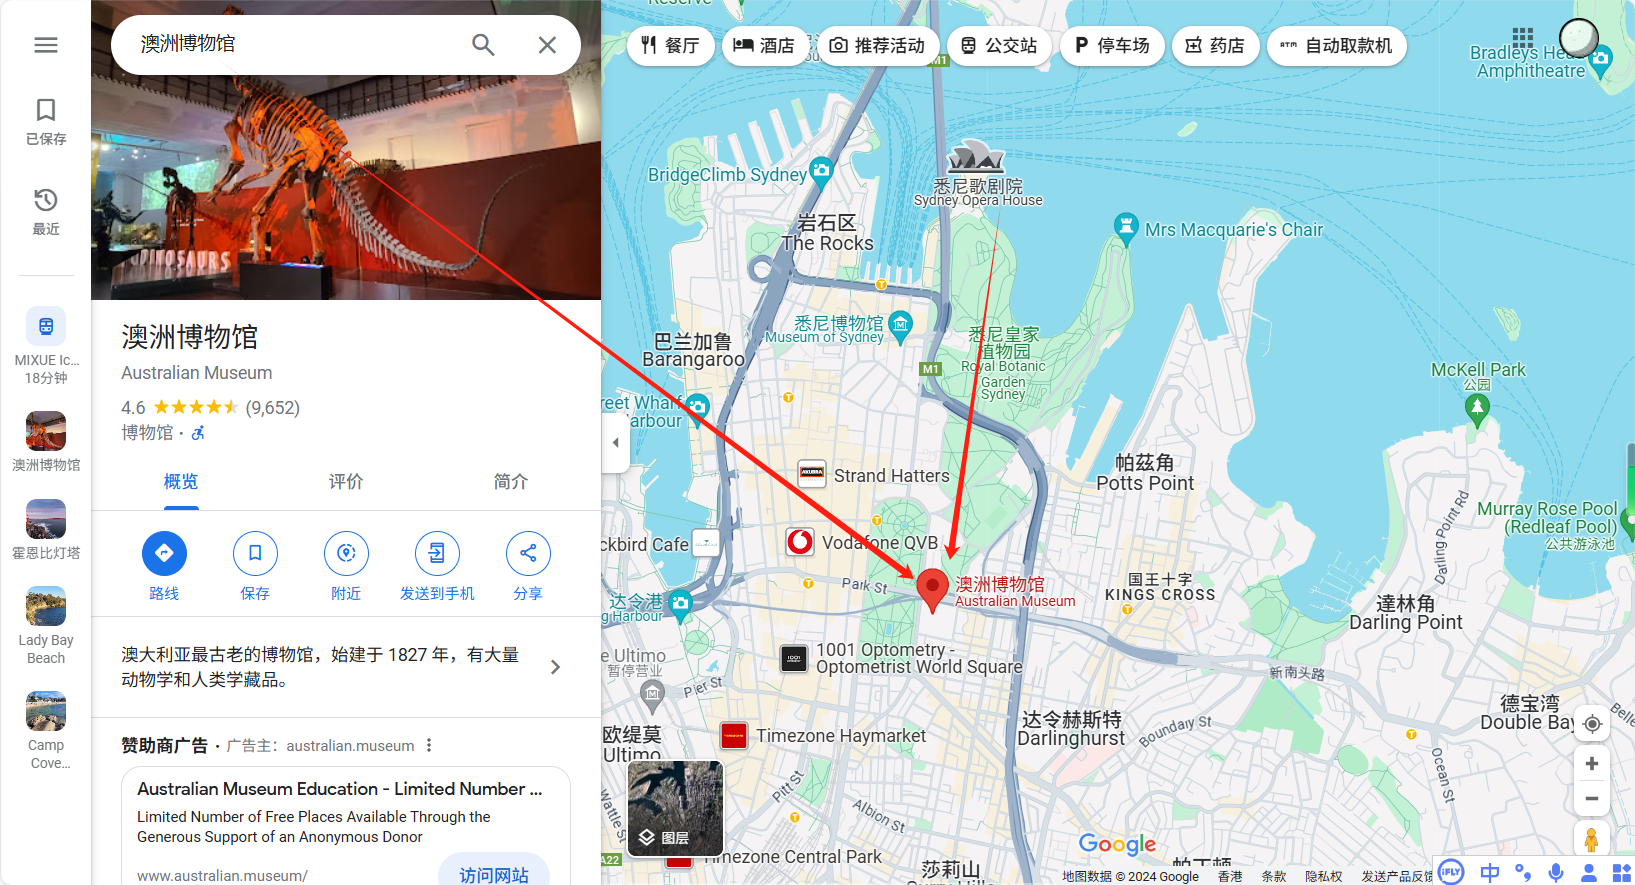 澳洲博物馆
已保存
最近
MIXUE Ic...
18分钟
澳洲博物馆
霍恩比灯塔
Lady Bay
Beach
Camp
Cove...
DINOSAURS
澳洲博物馆
Australian Museum
4.6 (9,652)
博物馆 ·
概览
评价
简介
路线
保存
附近
发送到手机
分享
澳大利亚最古老的博物馆，始建于 1827 年，有大量
动物学和人类学藏品。
赞助商广告 · 广告主： australian.museum
Australian Museum Education - Limited Number ...
Limited Number of Free Places Available Through the
Generous Support of an Anonymous Donor
www.australian.museum/
访问网站
餐厅
酒店
推荐活动
公交站
P 停车场
药店
ATM 自动取款机
Reserve
M1
Bradleys Head
Amphitheatre
BridgeClimb Sydney
悉尼歌剧院
Sydney Opera House
岩石区
The Rocks
Mrs Macquarie's Chair
T
悉尼博物馆
Museum of Sydney
悉尼皇家
植物园
Royal Botanic
Garden
Sydney
巴兰加鲁
Barangaroo
M1
McKell Park
公园
T
reet Wharf
arbour
Strand Hatters
AKUBRA
帕兹角
Potts Point
Darling Point Rd
Murray Rose Pool
(Redleaf Pool)
公共游泳池
T
ckbird Cafe
Vodafone QVB
T
Park St
澳洲博物馆
Australian Museum
国王十字
KINGS CROSS
T
達林角
Darling Point
达令港
g Harbour
1001
1001 Optometry -
Optometrist World Square
e Ultimo
暂停营业
Pier St
新南头路
德宝湾
Double Bay
欧缇莫
Ultimo
Timezone Haymarket
达令赫斯特
Darlinghurst
Boundary St
T
Ocean St
Pitt St
Wattle St
Albion St
T
图层
A22
Timezone Central Park
莎莉山
Surry Hills
帕丁顿
Google
地图数据 © 2024 Google
香港
条款
隐私权
发送产品反馈
iFLY
中